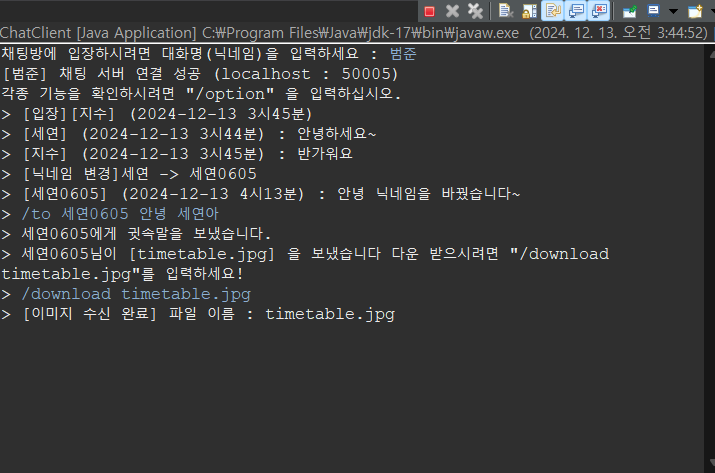 ChatClient [Java Application] C:₩Program Files₩Java₩jdk-17₩bin₩javaw.exe (2024. 12. 13. 오전 3:44:52)
채팅방에 입장하시려면 대화명(닉네임)을 입력하세요 : 범준
[범준] 채팅 서버 연결 성공 (localhost : 50005)
각종 기능을 확인하시려면 "/option" 을 입력하십시오.
> [입장][지수] (2024-12-13 3시45분)
> [세연] (2024-12-13 3시44분) : 안녕하세요~
> [지수] (2024-12-13 3시45분) : 반가워요
> [닉네임 변경]세연 -> 세연0605
> [세연0605] (2024-12-13 4시13분) : 안녕 닉네임을 바꿨습니다~
> /to 세연0605 안녕 세연아
> 세연0605에게 귓속말을 보냈습니다.
> 세연0605님이 [timetable.jpg] 을 보냈습니다 다운 받으시려면 "/download
timetable.jpg"를 입력하세요!
> /download timetable.jpg
> [이미지 수신 완료] 파일 이름 : timetable.jpg